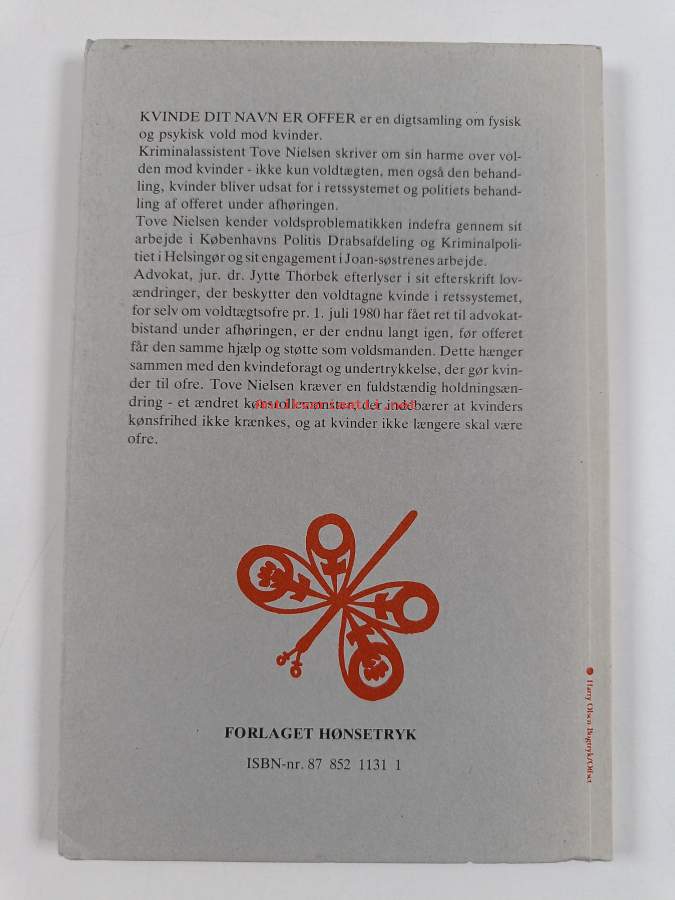 KVINDE DIT NAVN ER OFFER er en digtsamling om fysisk
og psykisk vold mod kvinder.
Kriminalassistent Tove Nielsen skriver om sin harme over vol-
den mod kvinder - ikke kun voldtægten, men også den behand-
ling, kvinder bliver udsat for i retssystemet og politiets behand-
ling af offeret under afhøringen.
Tove Nielsen kender voldsproblematikken indefra gennem sit
arbejde i Københavns Politis Drabsafdeling og Kriminalpoli-
tiet i Helsingør og sit engagement i Joan-søstrenes arbejde.
Advokat, jur. dr. Jytte Thorbek efterlyser i sit efterskrift lov-
ændringer, der beskytter den voldtagne kvinde i retssystemet,
for selv om voldtægtsofre pr. 1. juli 1980 har fået ret til advokat-
bistand under afhøringen, er der endnu langt igen, før offeret
får den samme hjælp og støtte som voldsmanden. Dette hænger
sammen med den kvindeforagt og undertrykkelse, der gør kvin-
der til ofre. Tove Nielsen kræver en fuldstændig holdningsæn-
dring - et ændret kønsrollemønster, der indebærer at kvinders
kønsfrihed ikke krænkes, og at kvinder ikke længere skal være
ofre.
FORLAGET HØNSETRYK
ISBN-nr. 87 852 1131 1
Harry Olsen Bogtryk/Offset